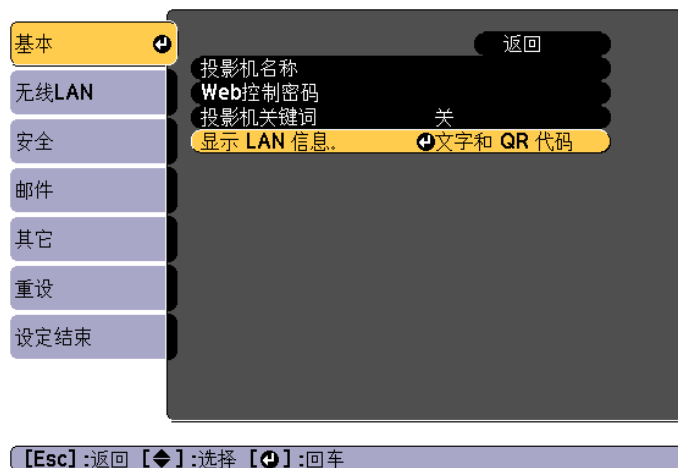 基本
无线LAN
安全
邮件
其它
重设
设定结束
返回
投影机名称
Web控制密码
投影机关键词 关
显示 LAN 信息. 文字和 QR 代码
[Esc] :返回 [◆] :选择 [⏎] :回车